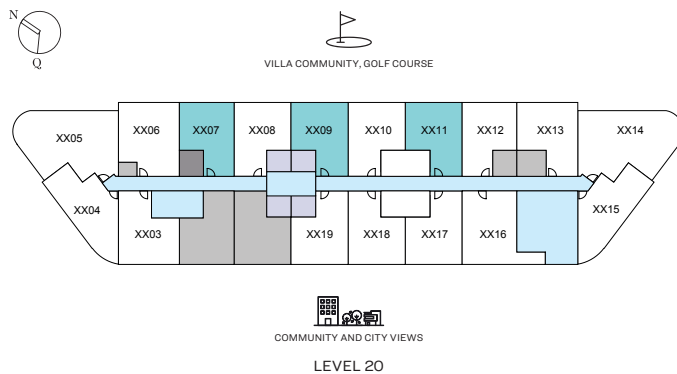 N
Q
VILLA COMMUNITY, GOLF COURSE
XX05
XX06
XX07
XX08
XX09
XX10
XX11
XX12
XX13
XX14
XX04
XX03
XX19
XX18
XX17
XX16
XX15
COMMUNITY AND CITY VIEWS
LEVEL 20